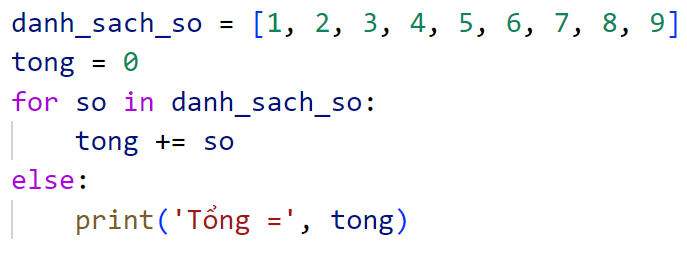 danh_sach_so = [1, 2, 3, 4, 5, 6, 7, 8, 9]
tong = 0
for so in danh_sach_so:
    tong += so
else:
    print('Tổng =', tong)